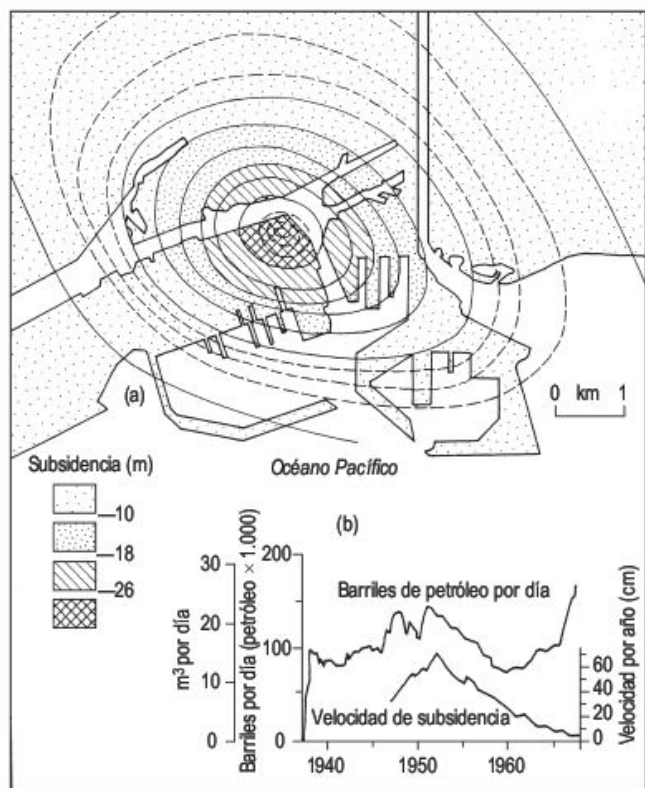 (a)
0 km 1
Océano Pacífico
Subsidencia (m)
—10
—18
—26
(b)
30
20
10
0
m³ por día
200
100
0
Barriles de petróleo por día
Barriles por día (petróleo × 1.000)
Velocidad de subsidencia
60
40
20
0
Velocidad por año (cm)
1940
1950
1960